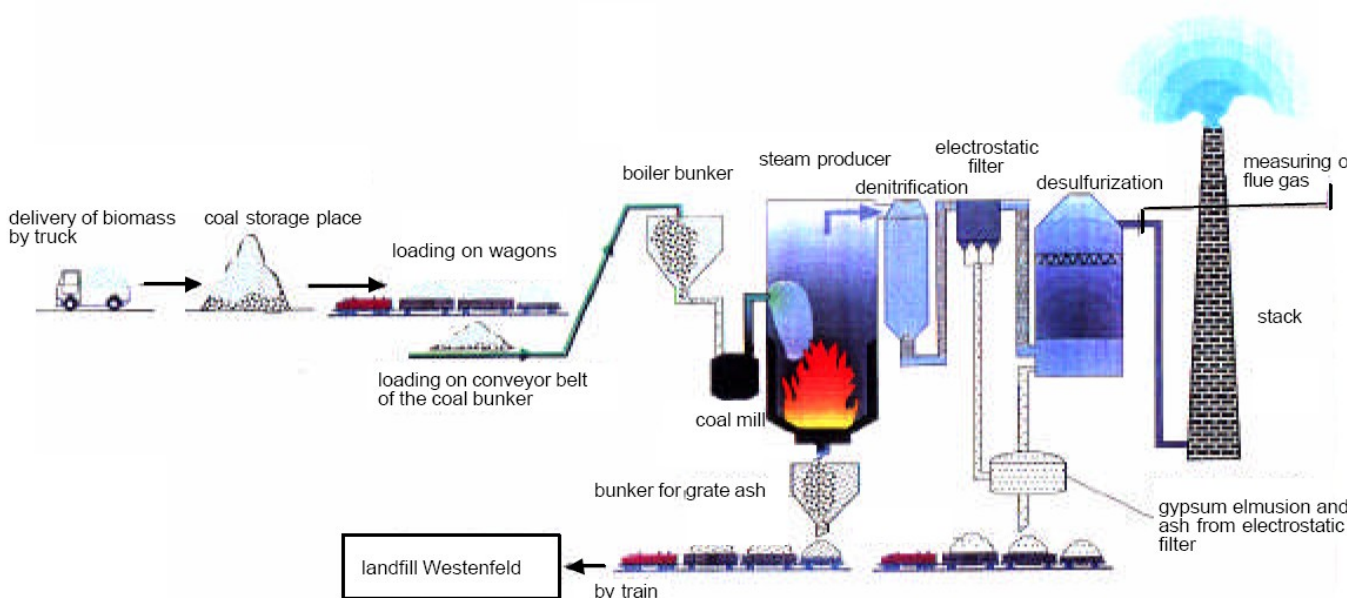 delivery of biomass
by truck
coal storage place
loading on wagons
loading on conveyor belt
of the coal bunker
boiler bunker
coal mill
steam producer
denitrification
electrostatic
filter
desulfurization
measuring o
flue gas
stack
bunker for grate ash
gypsum elmusion and
ash from electrostatic
filter
landfill Westenfeld
by train